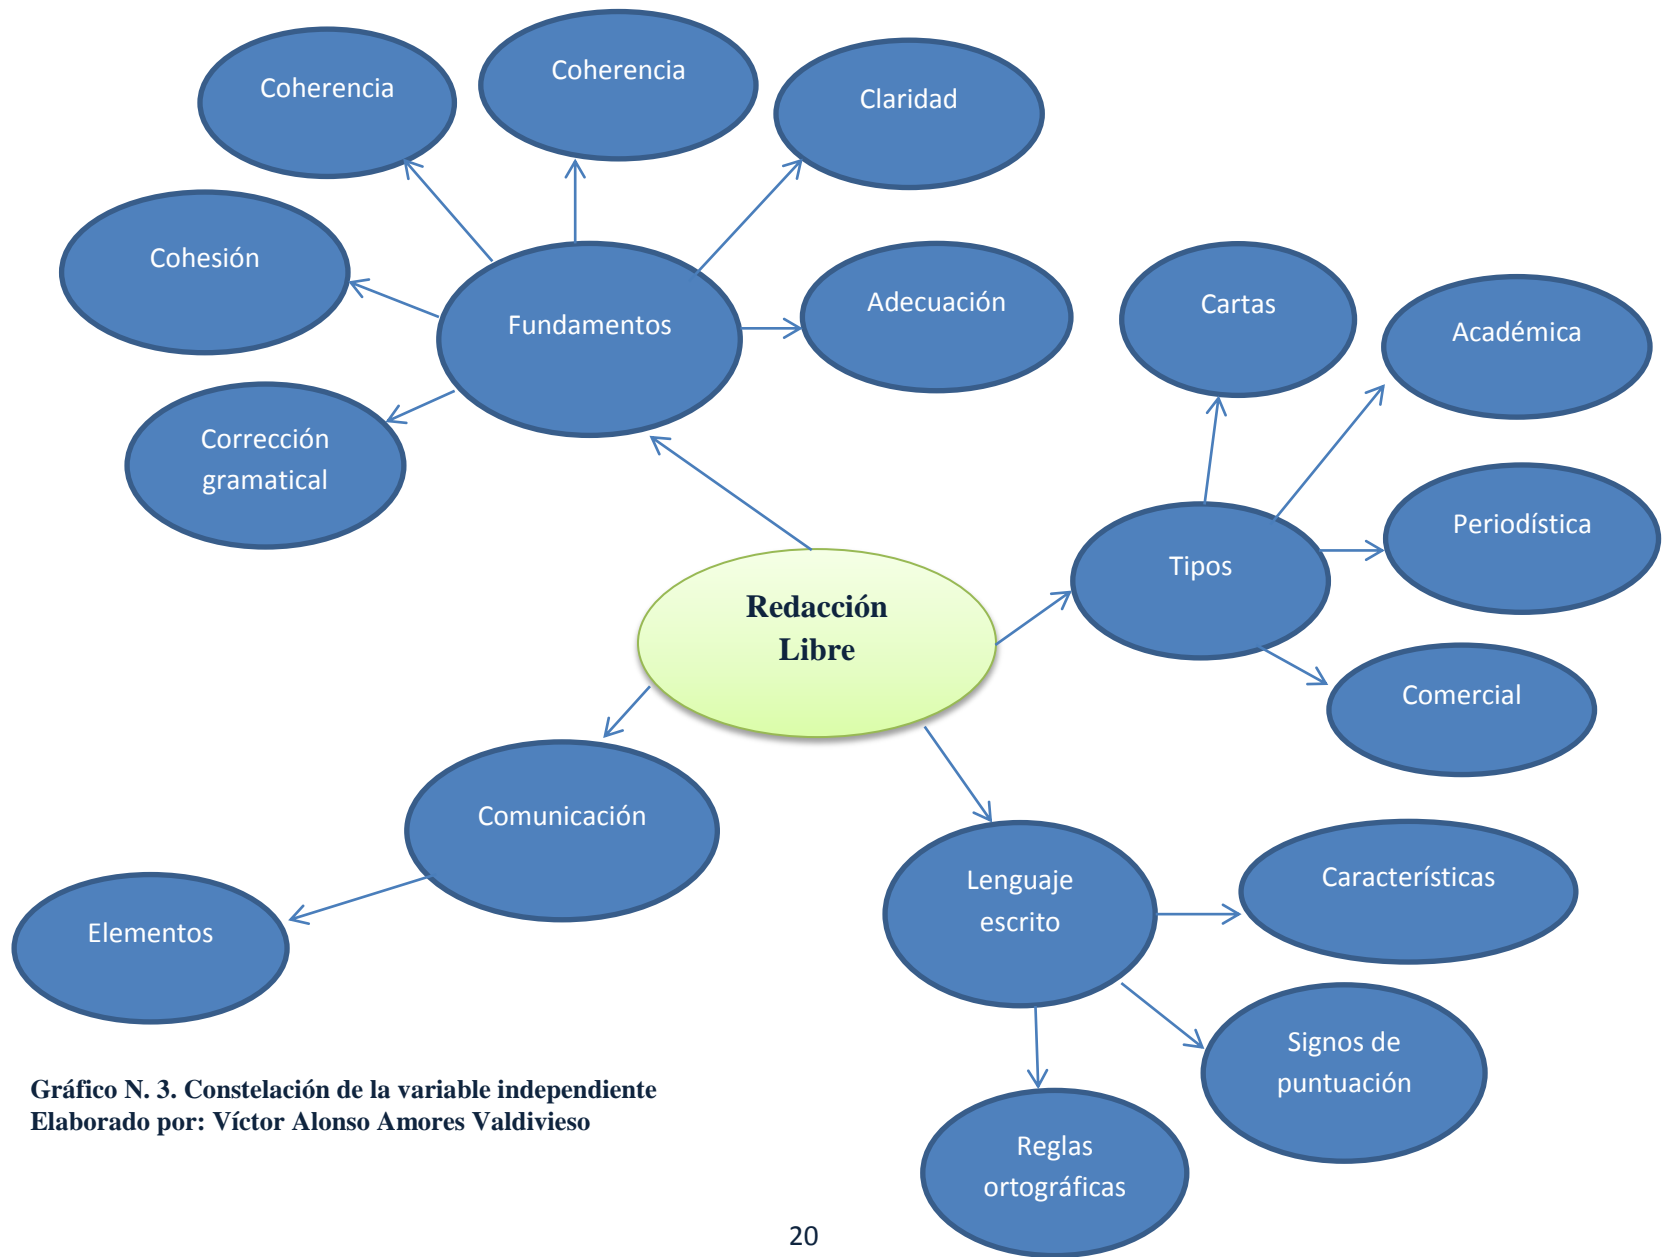 Coherencia
Coherencia
Claridad
Cohesión
Fundamentos
Adecuación
Cartas
Académica
Corrección
gramatical
Periodística
Tipos
Redacción
Libre
Comercial
Comunicación
Lenguaje
escrito
Características
Elementos
Signos de
puntuación
Reglas
ortográficas
Gráfico N. 3. Constelación de la variable independiente
Elaborado por: Víctor Alonso Amores Valdivieso
20